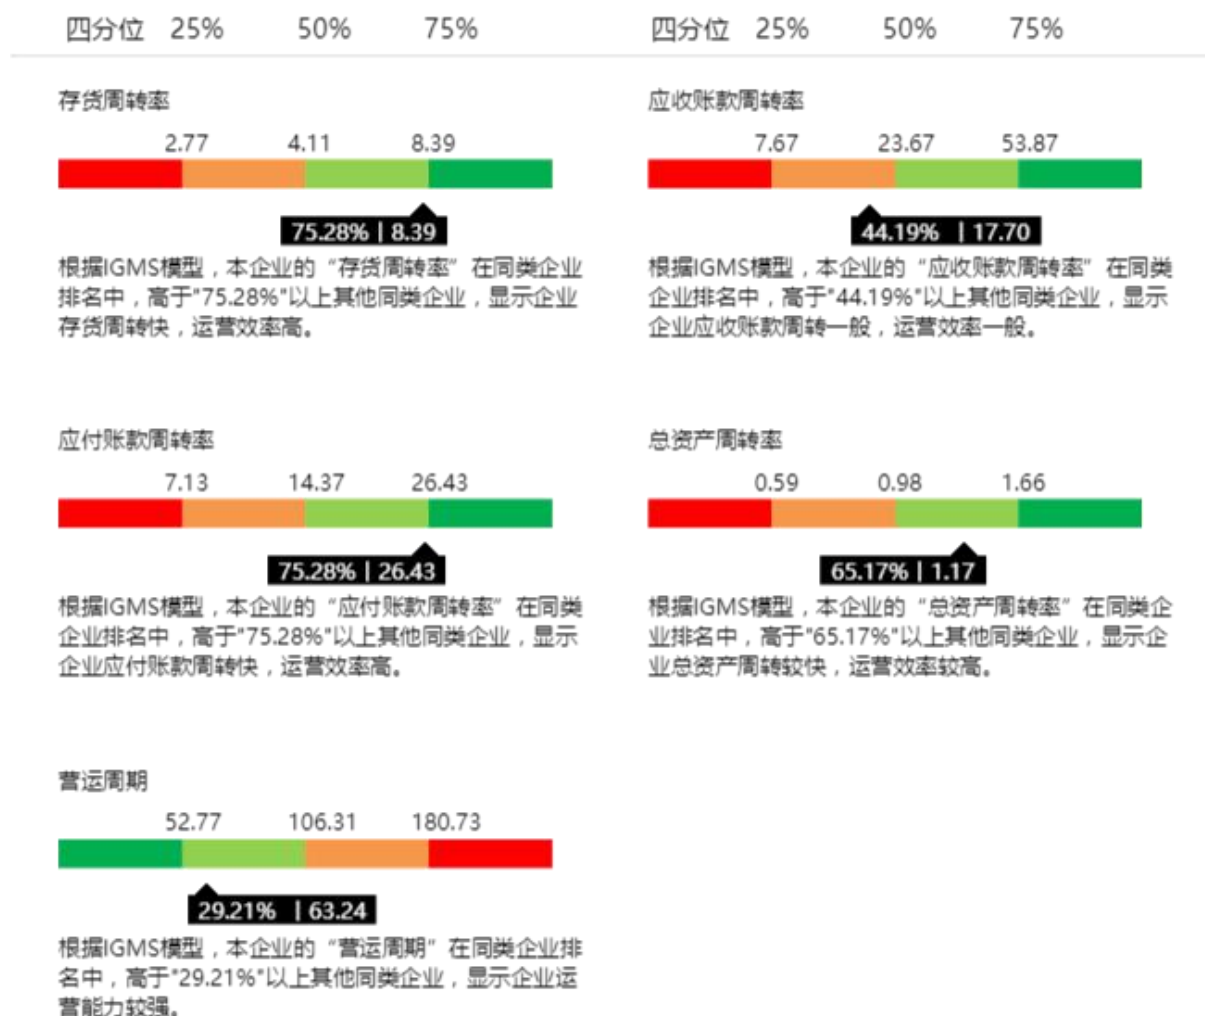 四分位 25% 50% 75%
四分位 25% 50% 75%
存货周转率
2.77 4.11 8.39
75.28% | 8.39
根据IGMS模型，本企业的“存货周转率”在同类企业
排名中，高于"75.28%"以上其他同类企业，显示企业
存货周转快，运营效率高。
应收账款周转率
7.67 23.67 53.87
44.19% | 17.70
根据IGMS模型，本企业的“应收账款周转率”在同类
企业排名中，高于"44.19%"以上其他同类企业，显示
企业应收账款周转一般，运营效率一般。
应付账款周转率
7.13 14.37 26.43
75.28% | 26.43
根据IGMS模型，本企业的“应付账款周转率”在同类
企业排名中，高于"75.28%"以上其他同类企业，显示
企业应付账款周转快，运营效率高。
总资产周转率
0.59 0.98 1.66
65.17% | 1.17
根据IGMS模型，本企业的“总资产周转率”在同类企
业排名中，高于"65.17%"以上其他同类企业，显示企
业总资产周转较快，运营效率较高。
营运周期
52.77 106.31 180.73
29.21% | 63.24
根据IGMS模型，本企业的“营运周期”在同类企业排
名中，高于"29.21%"以上其他同类企业，显示企业运
营能力较强。